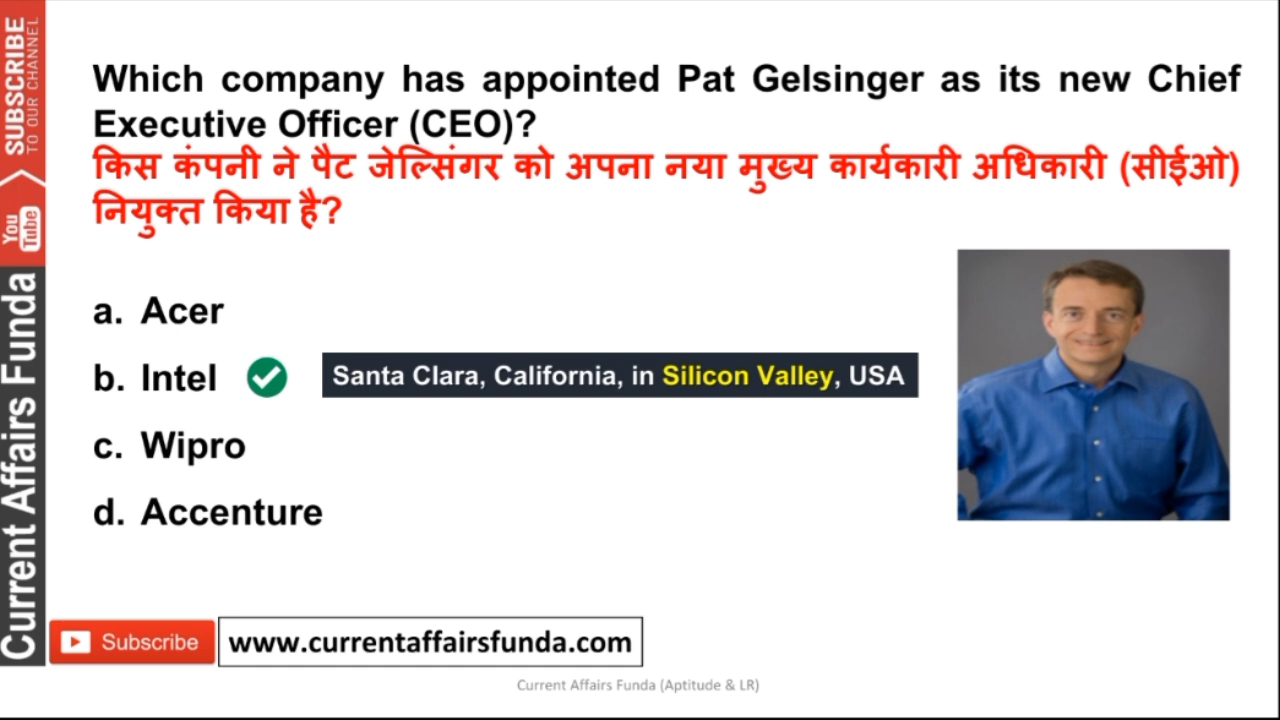 Which company has appointed Pat Gelsinger as its new Chief
Executive Officer (CEO)?
किस कंपनी ने पैट जेल्सिंगर को अपना नया मुख्य कार्यकारी अधिकारी (सीईओ)
नियुक्त किया है?
a. Acer
b. Intel
Santa Clara, California, in Silicon Valley, USA
c. Wipro
d. Accenture
SUBSCRIBE
TO OUR CHANNEL
You
Tube
Current Affairs Funda
Subscribe
www.currentaffairsfunda.com
Current Affairs Funda (Aptitude & LR)